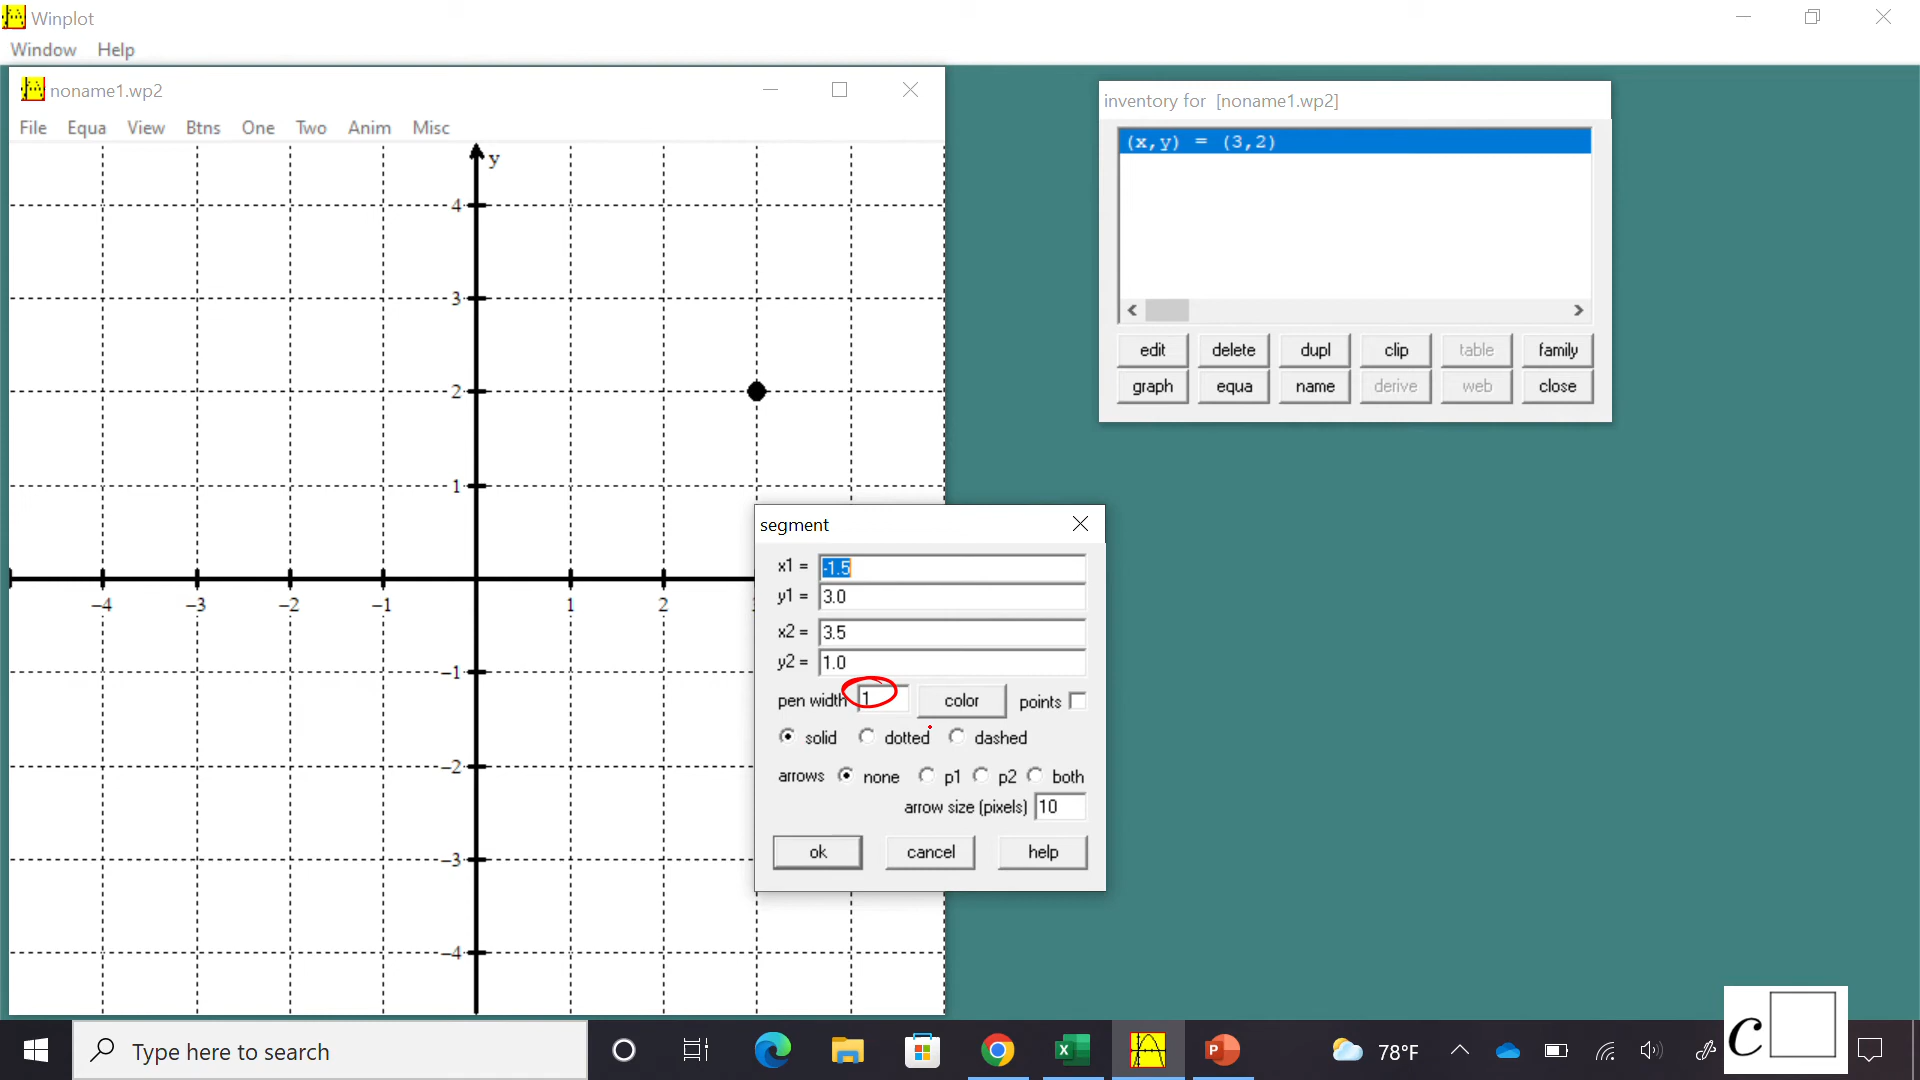 Winplot
Window Help
noname1.wp2
File Equa View Btns One Two Anim Misc
y
4
3
2
1
−4 −3 −2 −1 1 2
−1
−2
−3
−4
inventory for [noname1.wp2]
(x,y) = (3,2)
edit delete dupl clip table family
graph equa name derive web close
segment
x1 = -1.5
y1 = 3.0
x2 = 3.5
y2 = 1.0
pen width 1 color points
solid dotted dashed
arrows none p1 p2 both
arrow size (pixels) 10
ok cancel help
Type here to search
78°F
C